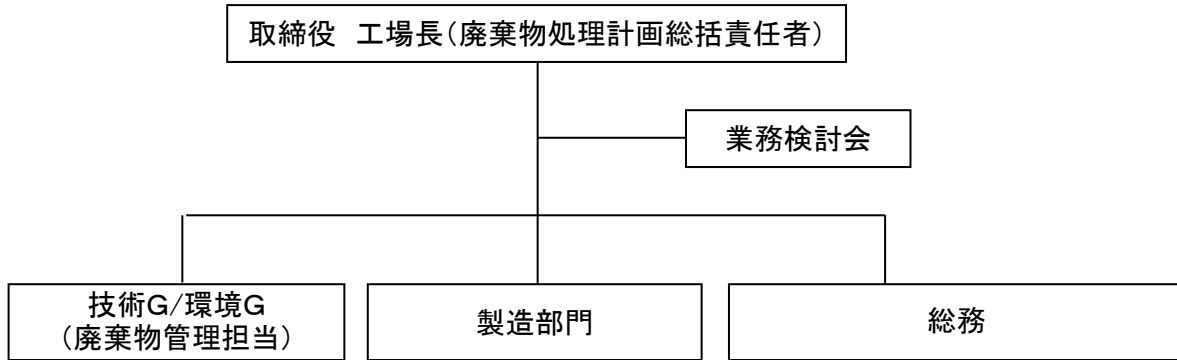 取締役　工場長（廃棄物処理計画総括責任者）
業務検討会
技術Ｇ/環境Ｇ
（廃棄物管理担当）
製造部門
総務